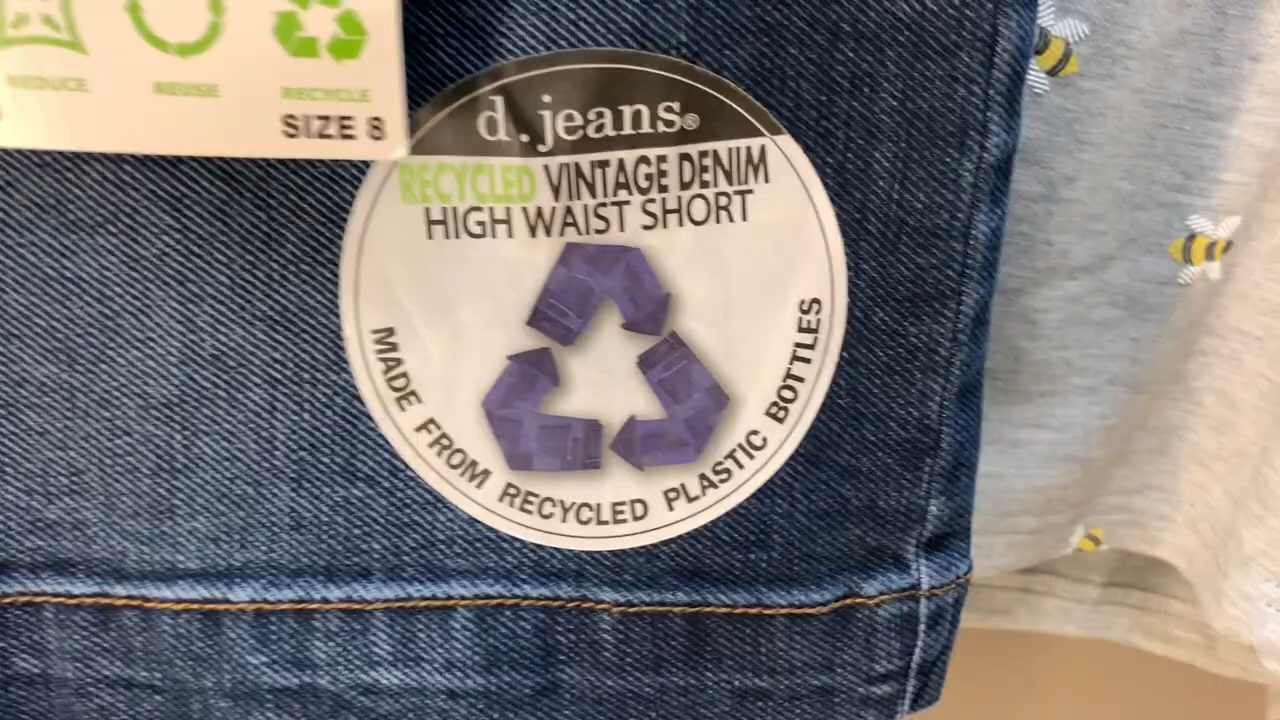 REDUCE
REUSE
RECYCLE
SIZE 8
d.jeans®
RECYCLED VINTAGE DENIM
HIGH WAIST SHORT
MADE FROM RECYCLED PLASTIC BOTTLES